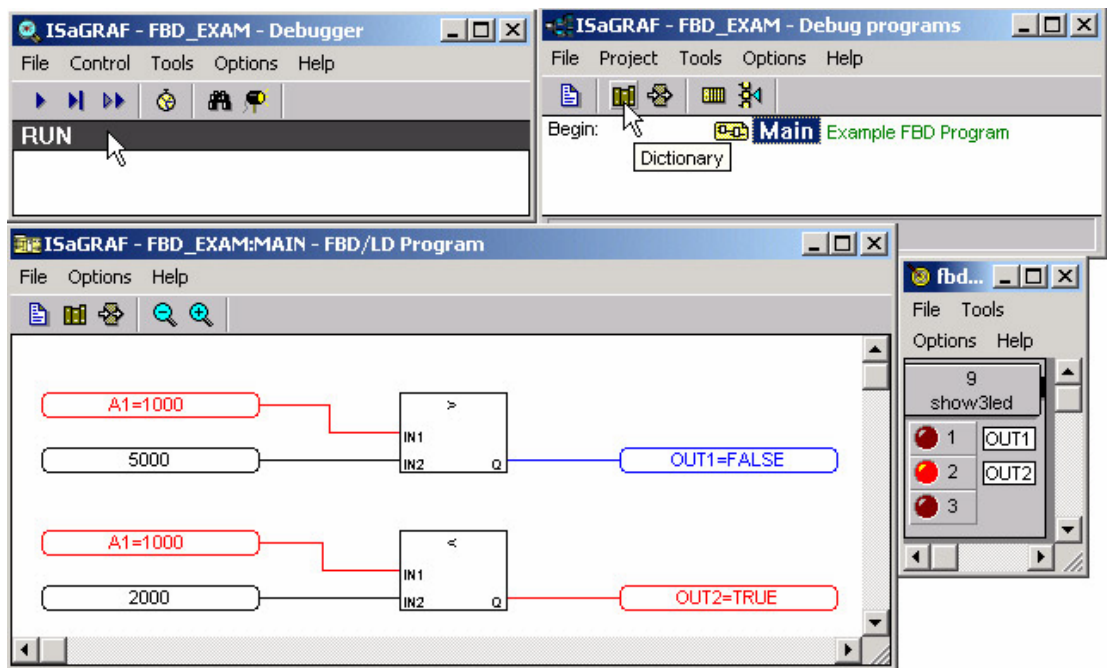 ISaGRAF - FBD_EXAM - Debugger
File Control Tools Options Help
RUN
ISaGRAF - FBD_EXAM - Debug programs
File Project Tools Options Help
Begin: Main Example FBD Program
Dictionary
ISaGRAF - FBD_EXAM:MAIN - FBD/LD Program
File Options Help
A1=1000
>
IN1
5000
IN2 Q
OUT1=FALSE
A1=1000
<
IN1
2000
IN2 Q
OUT2=TRUE
fbd...
File Tools
Options Help
9
show3led
1 OUT1
2 OUT2
3